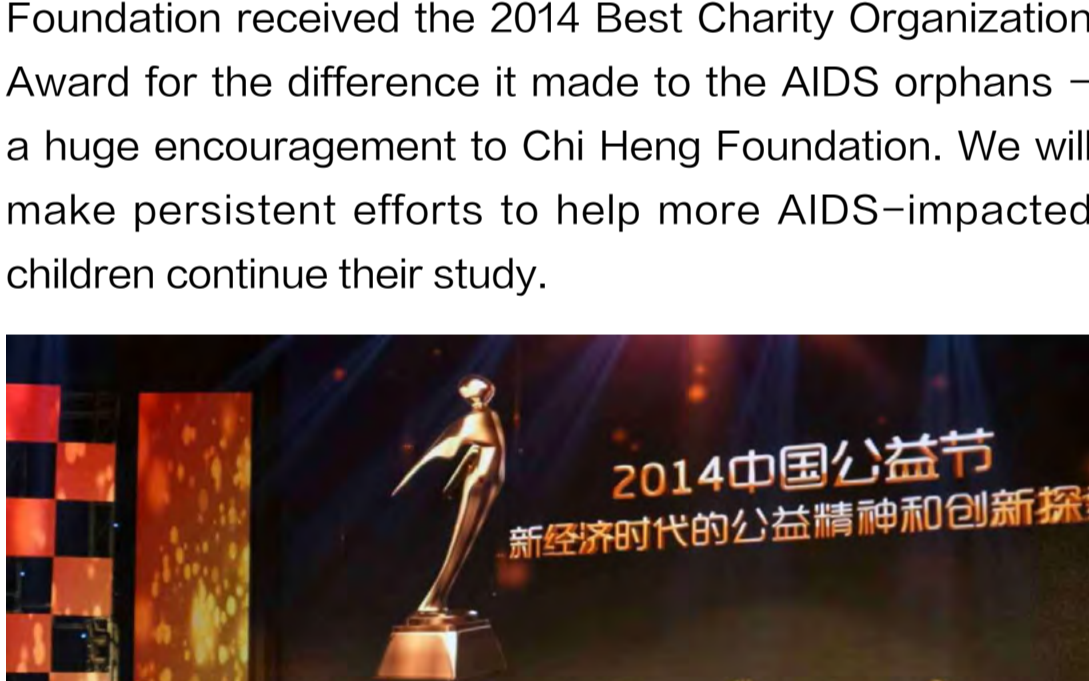 Foundation received the 2014 Best Charity Organization
Award for the difference it made to the AIDS orphans –
a huge encouragement to Chi Heng Foundation. We will
make persistent efforts to help more AIDS–impacted
children continue their study.
2014中国公益节
新经济时代的公益精神和创新探